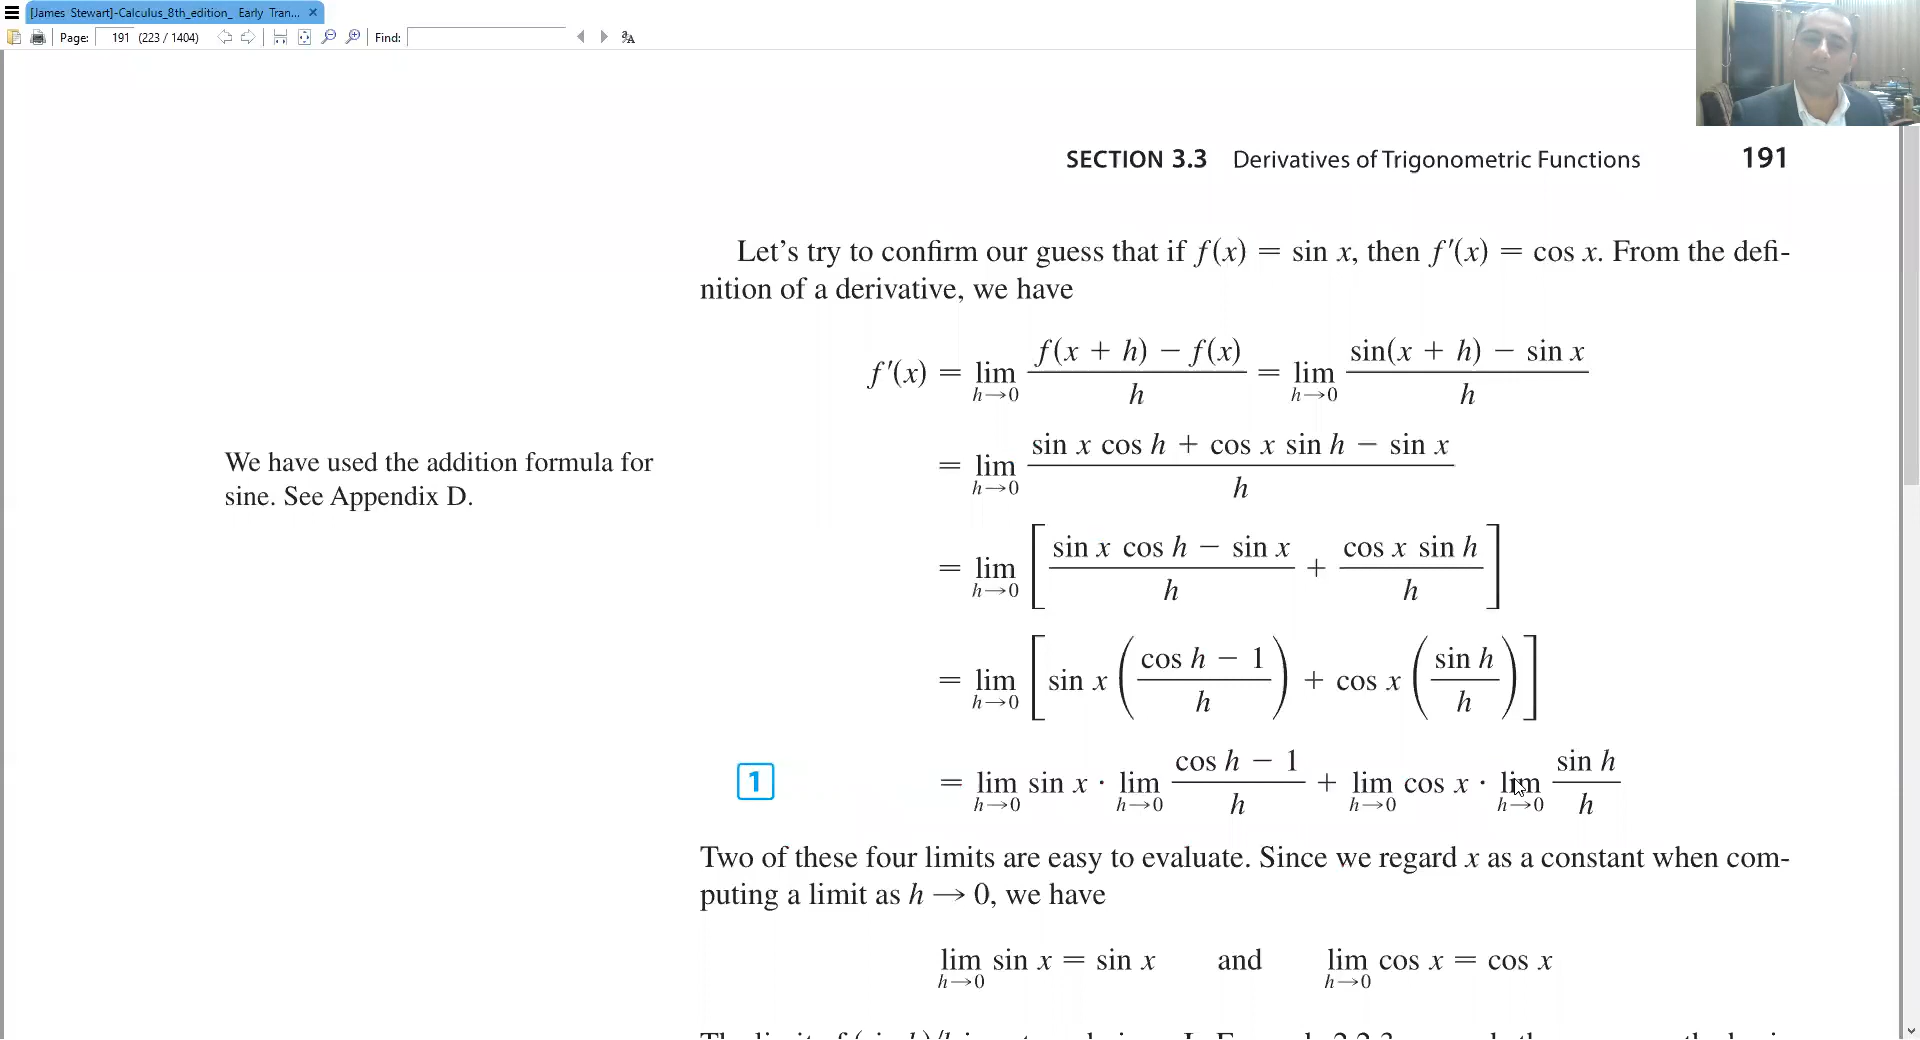 [James Stewart]-Calculus_8th_edition_ Early Tran... ×
Page: 191 (223 / 1404) Find:
SECTION 3.3 Derivatives of Trigonometric Functions 191
Let's try to confirm our guess that if f(x) = sin x, then f′(x) = cos x. From the defi-
nition of a derivative, we have
f′(x) = lim h→0 (f(x + h) − f(x))/h = lim h→0 (sin(x + h) − sin x)/h
We have used the addition formula for
sine. See Appendix D.
= lim h→0 (sin x cos h + cos x sin h − sin x)/h
= lim h→0 [(sin x cos h − sin x)/h + (cos x sin h)/h]
= lim h→0 [sin x ((cos h − 1)/h) + cos x ((sin h)/h)]
1 = lim h→0 sin x · lim h→0 (cos h − 1)/h + lim h→0 cos x · lim h→0 (sin h)/h
Two of these four limits are easy to evaluate. Since we regard x as a constant when com-
puting a limit as h → 0, we have
lim h→0 sin x = sin x and lim h→0 cos x = cos x